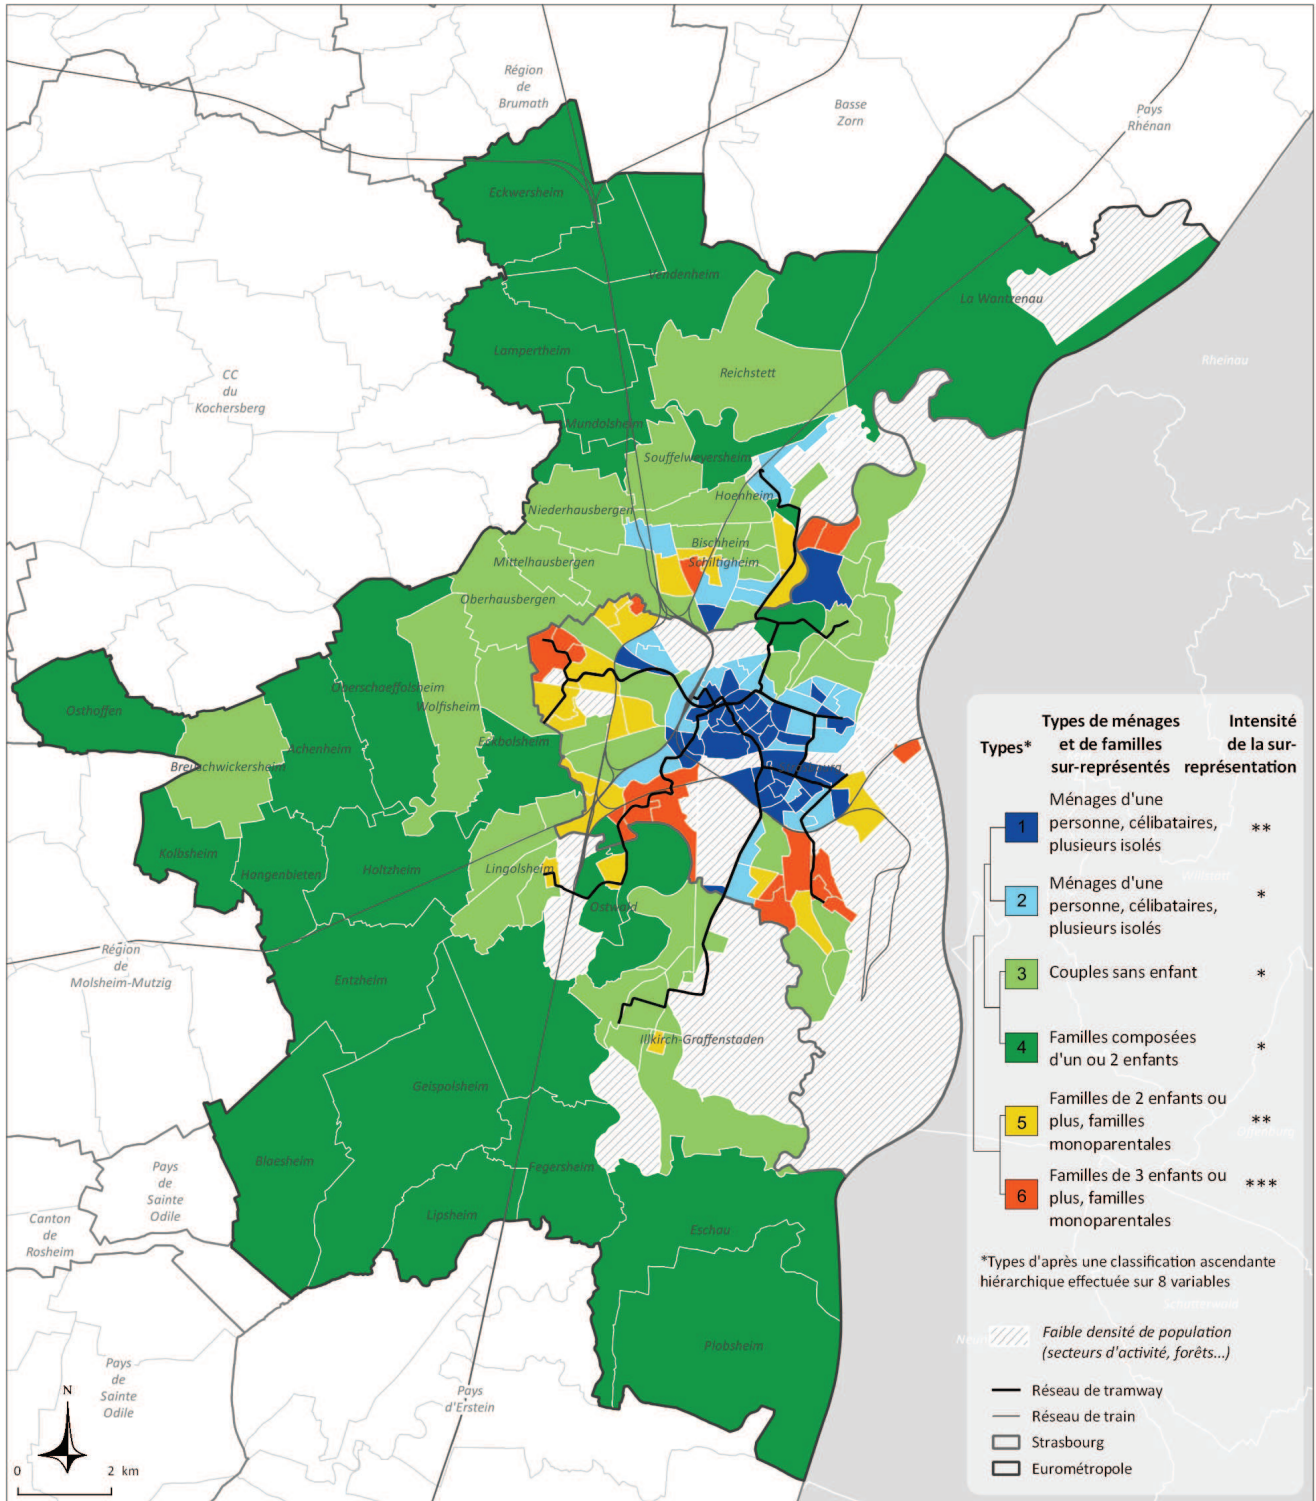 Région
de
Brumath
Basse
Zorn
Pays
Rhénan
Eckwersheim
Vendenheim
La Wantzenau
Lampertheim
Rheinau
CC
du
Kochersberg
Reichstett
Mundolsheim
Souffelweyersheim
Hoenheim
Niederhausbergen
Bischheim
Mittelhausbergen
Schiltigheim
Oberhausbergen
Oberschaeffolsheim
Wolfisheim
Osthoffen
Achenheim
Eckbolsheim
Breuschwickersheim
Kolbsheim
Hangenbieten
Holtzheim
Lingolsheim
Ostwald
Région
de
Molsheim-Mutzig
Entzheim
Illkirch-Graffenstaden
Geispolsheim
Blaesheim
Fegersheim
Pays
de
Sainte
Odile
Lipsheim
Eschau
Canton
de
Rosheim
Plobsheim
Pays
de
Sainte
Odile
Pays
d'Erstein
N
0 2 km
Types*
Types de ménages
et de familles
sur-représentés
Intensité
de la sur-
représentation
1 Ménages d'une
personne, célibataires,
plusieurs isolés
**
2 Ménages d'une
personne, célibataires,
plusieurs isolés
*
3 Couples sans enfant *
4 Familles composées
d'un ou 2 enfants
*
5 Familles de 2 enfants ou
plus, familles
monoparentales
**
6 Familles de 3 enfants ou
plus, familles
monoparentales
***
Offenburg
*Types d'après une classification ascendante
hiérarchique effectuée sur 8 variables
Schutterwald
Faible densité de population
(secteurs d'activité, forêts...)
Réseau de tramway
Réseau de train
Strasbourg
Eurométropole